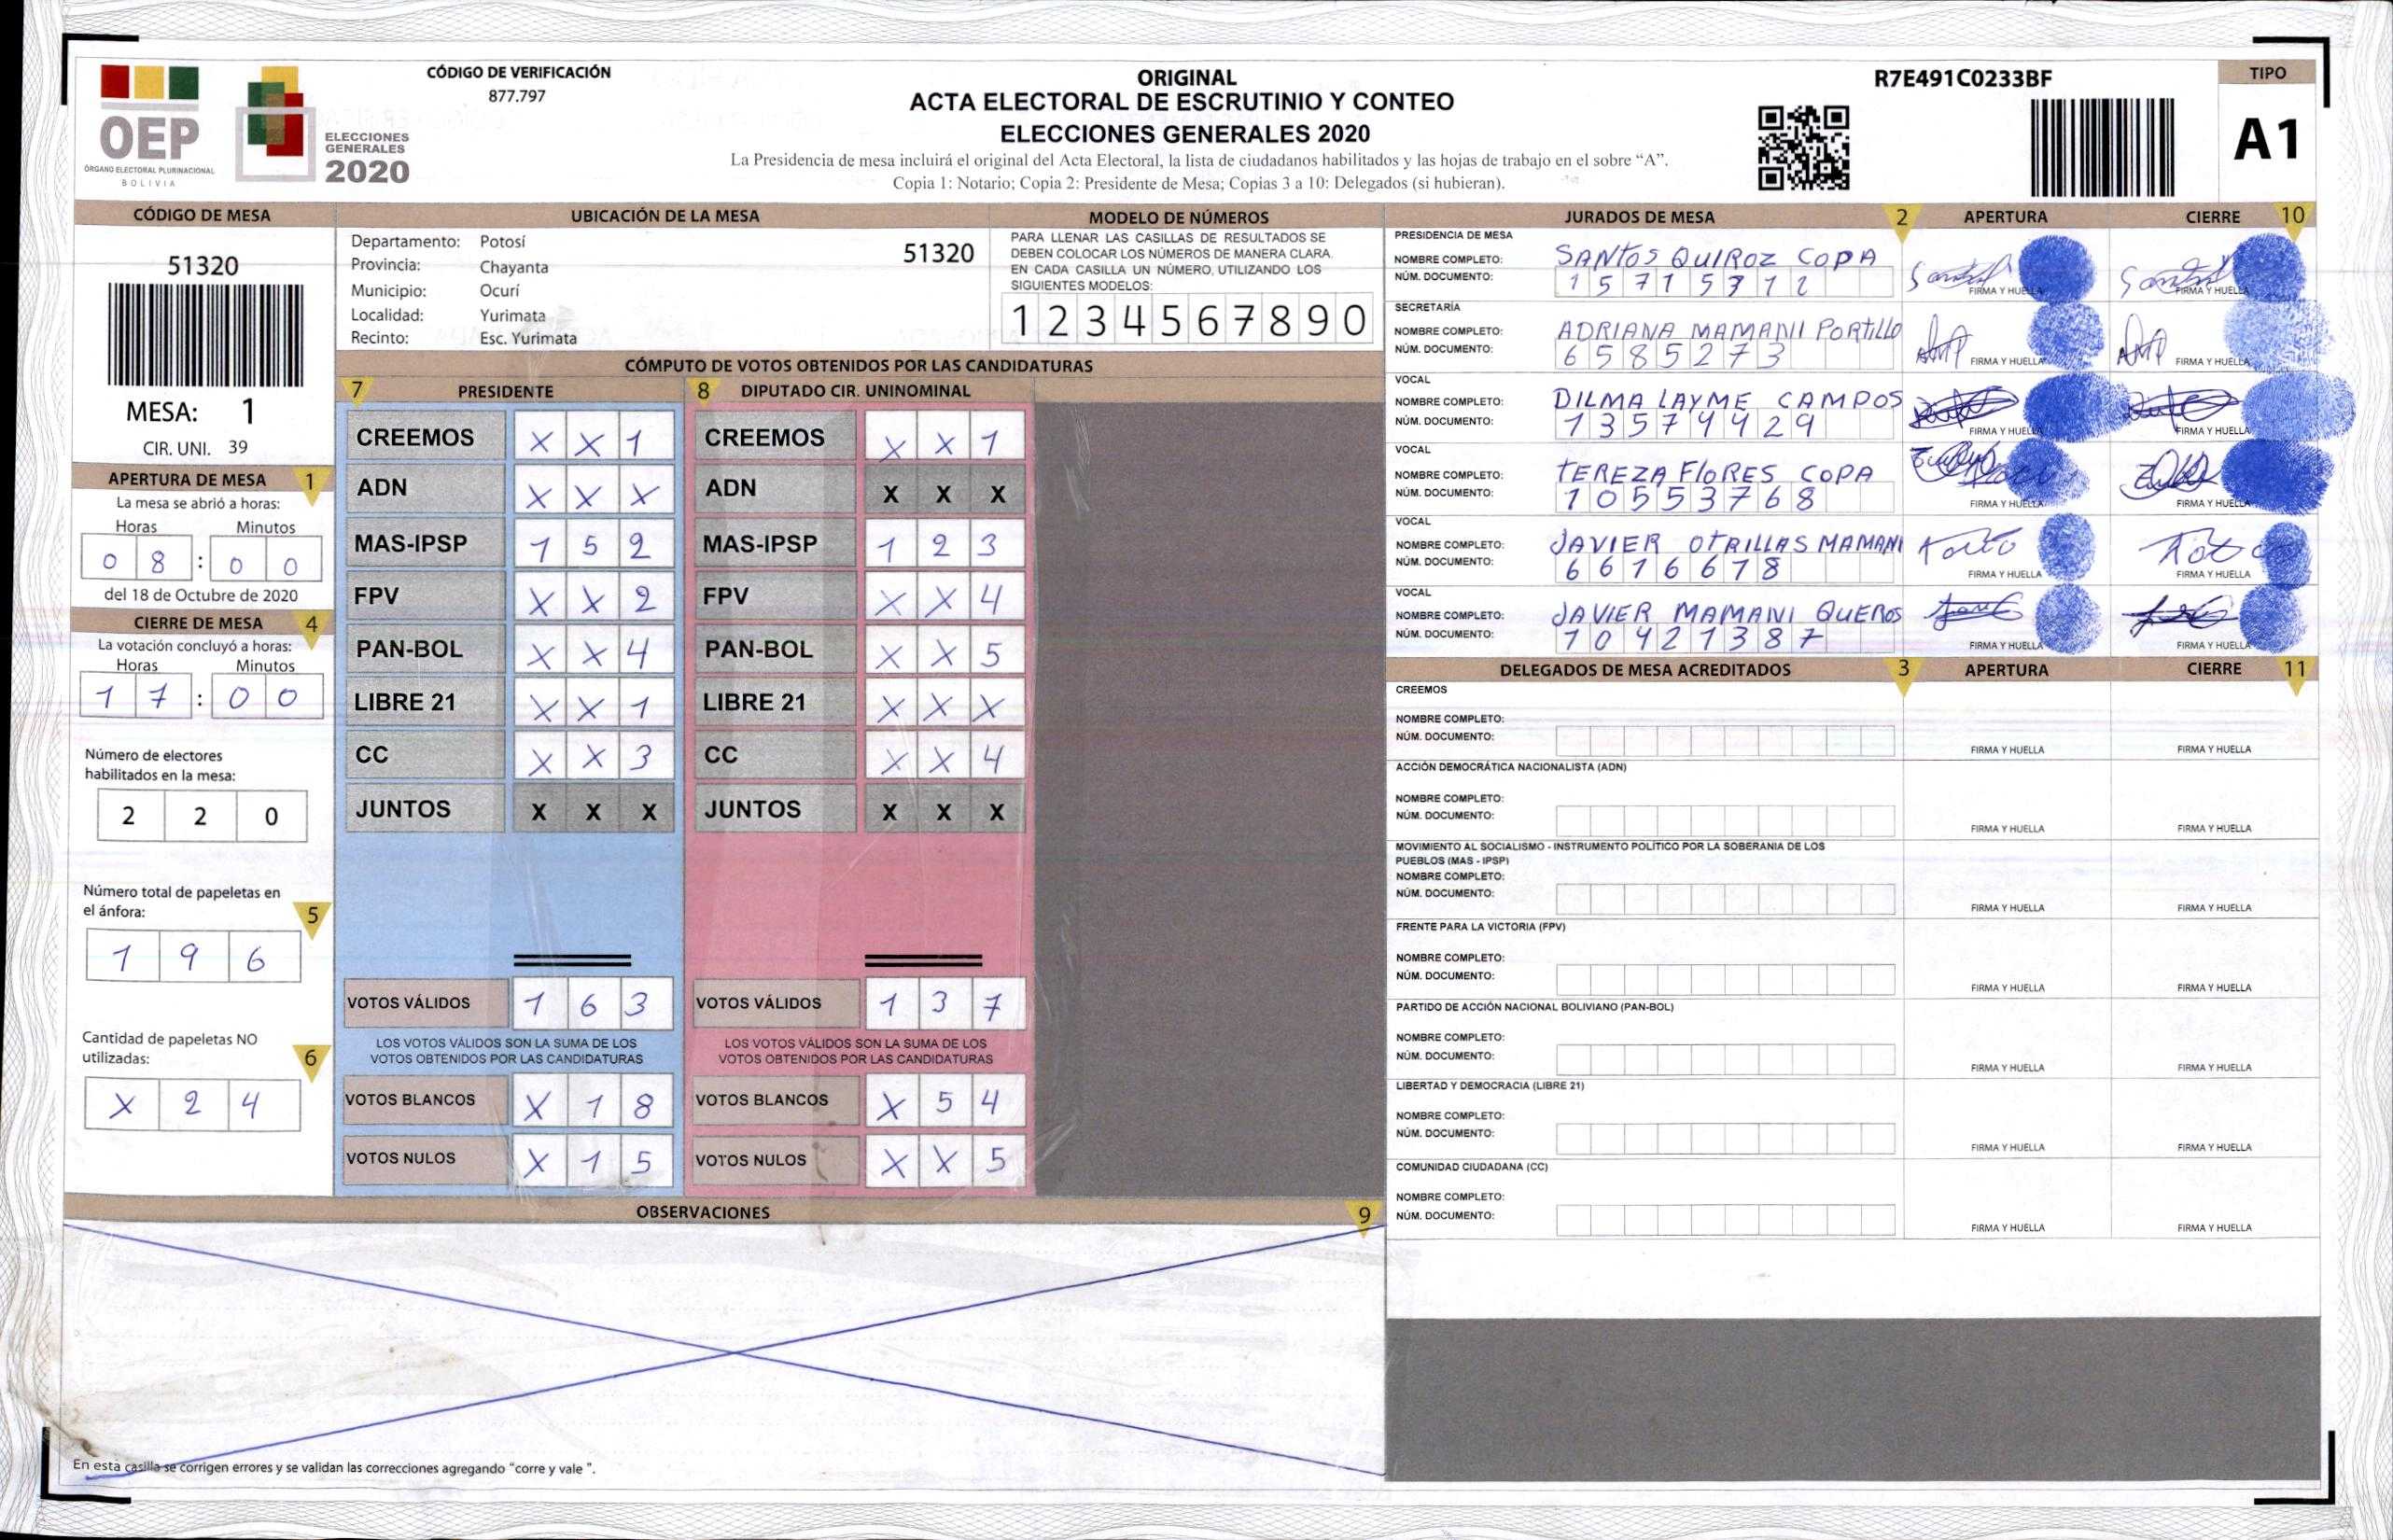 OEP
ÓRGANO ELECTORAL PLURINACIONAL
BOLIVIA
ELECCIONES
GENERALES
2020
CÓDIGO DE VERIFICACIÓN
877.797
ORIGINAL
ACTA ELECTORAL DE ESCRUTINIO Y CONTEO
ELECCIONES GENERALES 2020
La Presidencia de mesa incluirá el original del Acta Electoral, la lista de ciudadanos habilitados y las hojas de trabajo en el sobre “A”.
Copia 1: Notario; Copia 2: Presidente de Mesa; Copias 3 a 10: Delegados (si hubieran).
R7E491C0233BF
TIPO
A1
CÓDIGO DE MESA
51320
MESA: 1
CIR. UNI. 39
APERTURA DE MESA 1
La mesa se abrió a horas:
Horas Minutos
0 8 : 0 0
del 18 de Octubre de 2020
CIERRE DE MESA 4
La votación concluyó a horas:
Horas Minutos
1 7 : 0 0
Número de electores
habilitados en la mesa:
2 2 0
Número total de papeletas en
el ánfora: 5
1 9 6
Cantidad de papeletas NO
utilizadas: 6
X 2 4
UBICACIÓN DE LA MESA
Departamento: Potosí 51320
Provincia: Chayanta
Municipio: Ocurí
Localidad: Yurimata
Recinto: Esc. Yurimata
MODELO DE NÚMEROS
PARA LLENAR LAS CASILLAS DE RESULTADOS SE
DEBEN COLOCAR LOS NÚMEROS DE MANERA CLARA.
EN CADA CASILLA UN NÚMERO, UTILIZANDO LOS
SIGUIENTES MODELOS:
1 2 3 4 5 6 7 8 9 0
CÓMPUTO DE VOTOS OBTENIDOS POR LAS CANDIDATURAS
7 PRESIDENTE
CREEMOS X X 1
ADN X X X
MAS-IPSP 1 5 2
FPV X X 2
PAN-BOL X X 4
LIBRE 21 X X 1
CC X X 3
JUNTOS X X X
VOTOS VÁLIDOS 1 6 3
LOS VOTOS VÁLIDOS SON LA SUMA DE LOS
VOTOS OBTENIDOS POR LAS CANDIDATURAS
VOTOS BLANCOS X 1 8
VOTOS NULOS X 1 5
8 DIPUTADO CIR. UNINOMINAL
CREEMOS X X 1
ADN X X X
MAS-IPSP 1 2 3
FPV X X 4
PAN-BOL X X 5
LIBRE 21 X X X
CC X X 4
JUNTOS X X X
VOTOS VÁLIDOS 1 3 7
LOS VOTOS VÁLIDOS SON LA SUMA DE LOS
VOTOS OBTENIDOS POR LAS CANDIDATURAS
VOTOS BLANCOS X 5 4
VOTOS NULOS X X 5
OBSERVACIONES 9
En esta casilla se corrigen errores y se validan las correcciones agregando “corre y vale ”.
JURADOS DE MESA 2 APERTURA CIERRE 10
PRESIDENCIA DE MESA
NOMBRE COMPLETO: SANTOS QUIROZ COPA
NÚM. DOCUMENTO: 1 5 7 1 5 7 1 2
FIRMA Y HUELLA FIRMA Y HUELLA
SECRETARÍA
NOMBRE COMPLETO: ADRIANA MAMANI PORTILLO
NÚM. DOCUMENTO: 6 5 8 5 2 7 3
FIRMA Y HUELLA FIRMA Y HUELLA
VOCAL
NOMBRE COMPLETO: DILMA LAYME CAMPOS
NÚM. DOCUMENTO: 1 3 5 7 4 4 2 9
FIRMA Y HUELLA FIRMA Y HUELLA
VOCAL
NOMBRE COMPLETO: TEREZA FLORES COPA
NÚM. DOCUMENTO: 1 0 5 5 3 7 6 8
FIRMA Y HUELLA FIRMA Y HUELLA
VOCAL
NOMBRE COMPLETO: JAVIER OTRILLAS MAMANI
NÚM. DOCUMENTO: 6 6 1 6 6 7 8
FIRMA Y HUELLA FIRMA Y HUELLA
VOCAL
NOMBRE COMPLETO: JAVIER MAMANI QUEROS
NÚM. DOCUMENTO: 1 0 4 2 1 3 8 7
FIRMA Y HUELLA FIRMA Y HUELLA
DELEGADOS DE MESA ACREDITADOS 3 APERTURA CIERRE 11
CREEMOS
NOMBRE COMPLETO:
NÚM. DOCUMENTO:
FIRMA Y HUELLA FIRMA Y HUELLA
ACCIÓN DEMOCRÁTICA NACIONALISTA (ADN)
NOMBRE COMPLETO:
NÚM. DOCUMENTO:
FIRMA Y HUELLA FIRMA Y HUELLA
MOVIMIENTO AL SOCIALISMO - INSTRUMENTO POLÍTICO POR LA SOBERANIA DE LOS
PUEBLOS (MAS - IPSP)
NOMBRE COMPLETO:
NÚM. DOCUMENTO:
FIRMA Y HUELLA FIRMA Y HUELLA
FRENTE PARA LA VICTORIA (FPV)
NOMBRE COMPLETO:
NÚM. DOCUMENTO:
FIRMA Y HUELLA FIRMA Y HUELLA
PARTIDO DE ACCIÓN NACIONAL BOLIVIANO (PAN-BOL)
NOMBRE COMPLETO:
NÚM. DOCUMENTO:
FIRMA Y HUELLA FIRMA Y HUELLA
LIBERTAD Y DEMOCRACIA (LIBRE 21)
NOMBRE COMPLETO:
NÚM. DOCUMENTO:
FIRMA Y HUELLA FIRMA Y HUELLA
COMUNIDAD CIUDADANA (CC)
NOMBRE COMPLETO:
NÚM. DOCUMENTO:
FIRMA Y HUELLA FIRMA Y HUELLA